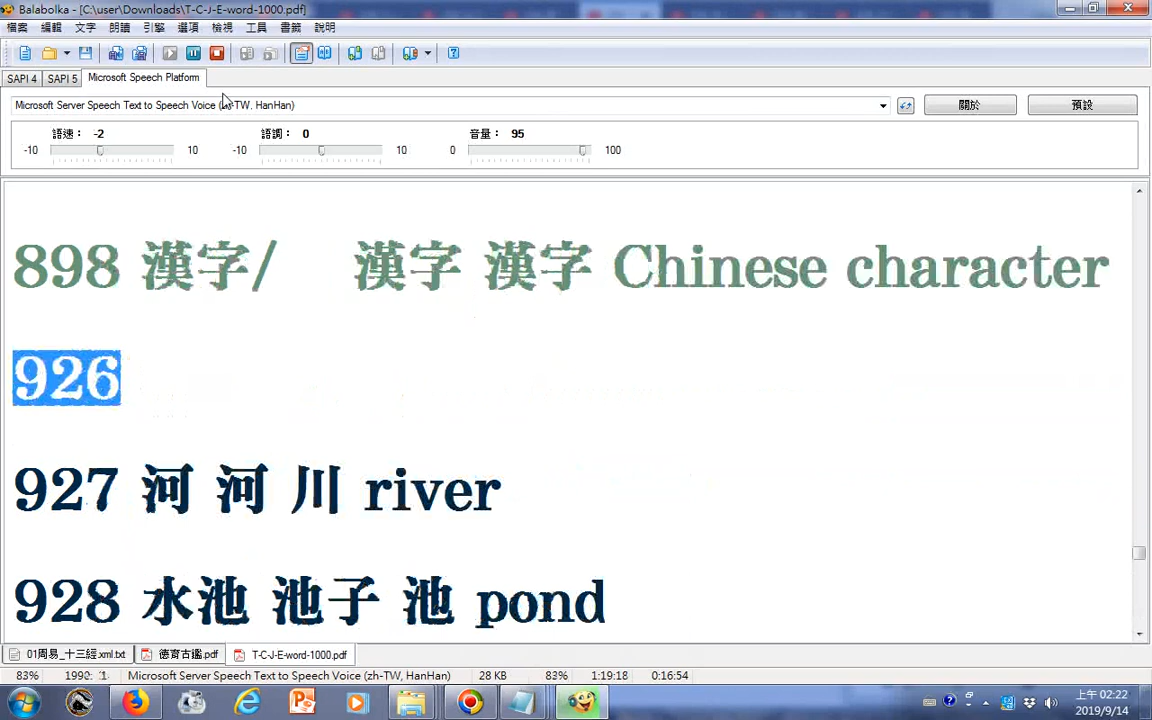 Balabolka - [C:\user\Downloads\T-C-J-E-word-1000.pdf]
檔案 編輯 文字 朗讀 引擎 選項 檢視 工具 書籤 說明
SAPI 4 SAPI 5 Microsoft Speech Platform
Microsoft Server Speech Text to Speech Voice (zh-TW, HanHan) 關於 預設
語速： -2 語調： 0 音量： 95
-10 10 -10 10 0 100
898 漢字/ 漢字 漢字 Chinese character
926
927 河 河 川 river
928 水池 池子 池 pond
01周易_十三經.xml.txt 德育古鑑.pdf T-C-J-E-word-1000.pdf
83% 1992: 1 Microsoft Server Speech Text to Speech Voice (zh-TW, HanHan) 28 KB 83% 1:19:18 0:16:54
上午 02:22
2019/9/14